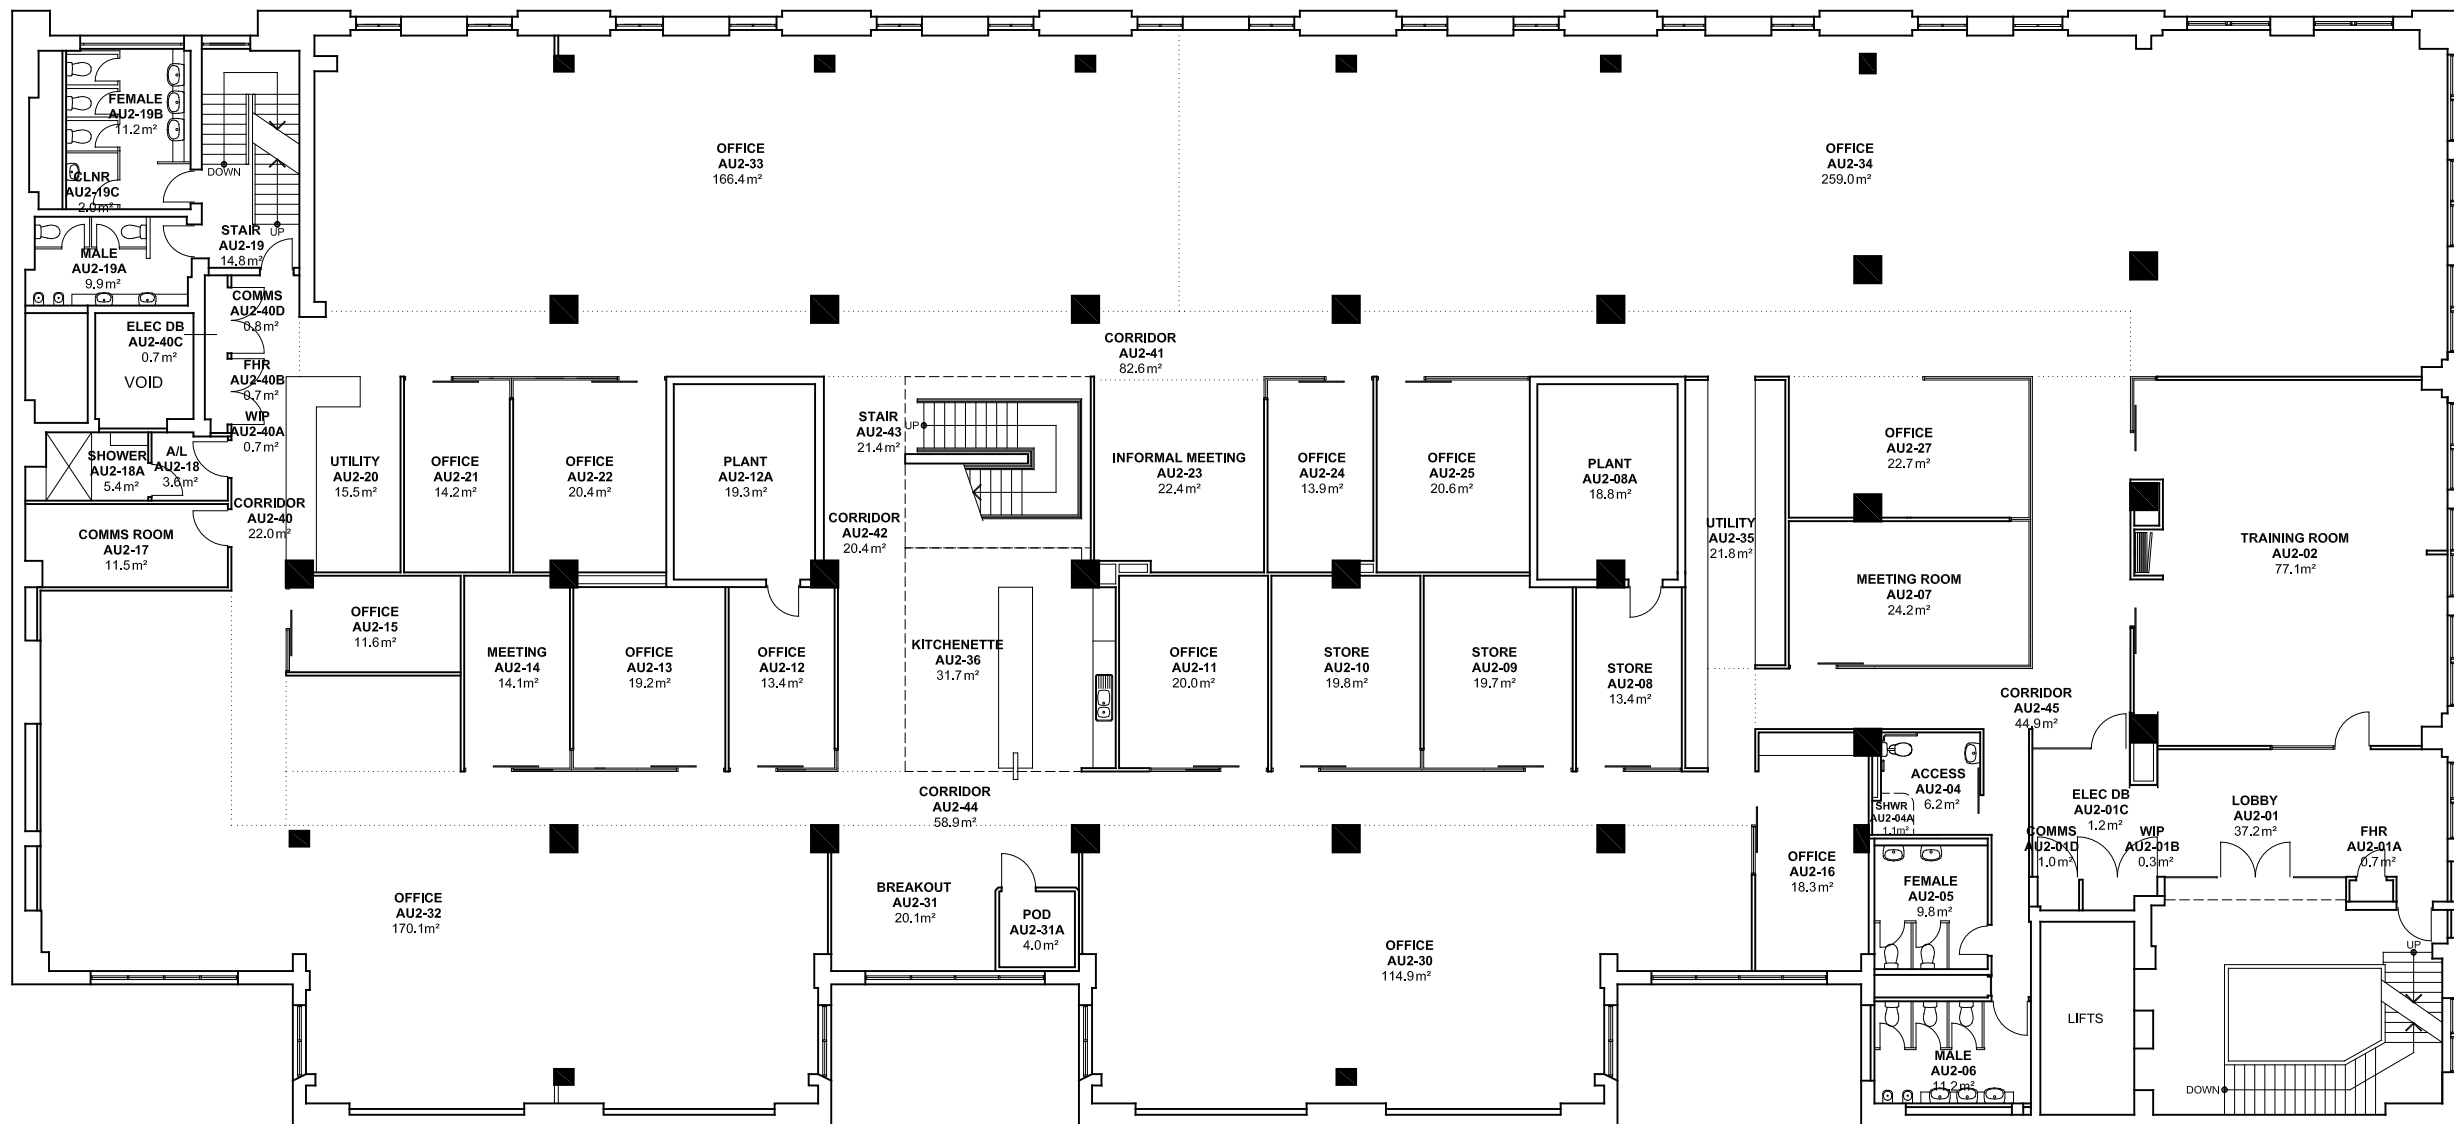 FEMALE
AU2-19B
11.2m²
CLNR
AU2-19C
2.0m²
DOWN
UP
STAIR
AU2-19
14.8m²
MALE
AU2-19A
9.9m²
OFFICE
AU2-33
166.4m²
OFFICE
AU2-34
259.0m²
COMMS
AU2-40D
0.8m²
ELEC DB
AU2-40C
0.7m²
VOID
FHR
AU2-40B
0.7m²
WIP
AU2-40A
0.7m²
CORRIDOR
AU2-41
82.6m²
SHOWER
AU2-18A
5.4m²
A/L
AU2-18
3.6m²
CORRIDOR
AU2-40
22.0m²
COMMS ROOM
AU2-17
11.5m²
UTILITY
AU2-20
15.5m²
OFFICE
AU2-21
14.2m²
OFFICE
AU2-22
20.4m²
PLANT
AU2-12A
19.3m²
STAIR
AU2-43
21.4m²
UP
CORRIDOR
AU2-42
20.4m²
INFORMAL MEETING
AU2-23
22.4m²
OFFICE
AU2-24
13.9m²
OFFICE
AU2-25
20.6m²
PLANT
AU2-08A
18.8m²
UTILITY
AU2-35
21.8m²
OFFICE
AU2-27
22.7m²
MEETING ROOM
AU2-07
24.2m²
TRAINING ROOM
AU2-02
77.1m²
OFFICE
AU2-15
11.6m²
MEETING
AU2-14
14.1m²
OFFICE
AU2-13
19.2m²
OFFICE
AU2-12
13.4m²
KITCHENETTE
AU2-36
31.7m²
OFFICE
AU2-11
20.0m²
STORE
AU2-10
19.8m²
STORE
AU2-09
19.7m²
STORE
AU2-08
13.4m²
CORRIDOR
AU2-45
44.9m²
CORRIDOR
AU2-44
58.9m²
ACCESS
AU2-04
6.2m²
SHWR
AU2-04A
1.1m²
ELEC DB
AU2-01C
1.2m²
COMMS
AU2-01D
1.0m²
WIP
AU2-01B
0.3m²
LOBBY
AU2-01
37.2m²
FHR
AU2-01A
0.7m²
OFFICE
AU2-32
170.1m²
BREAKOUT
AU2-31
20.1m²
POD
AU2-31A
4.0m²
OFFICE
AU2-30
114.9m²
OFFICE
AU2-16
18.3m²
FEMALE
AU2-05
9.8m²
MALE
AU2-06
11.2m²
LIFTS
UP
DOWN